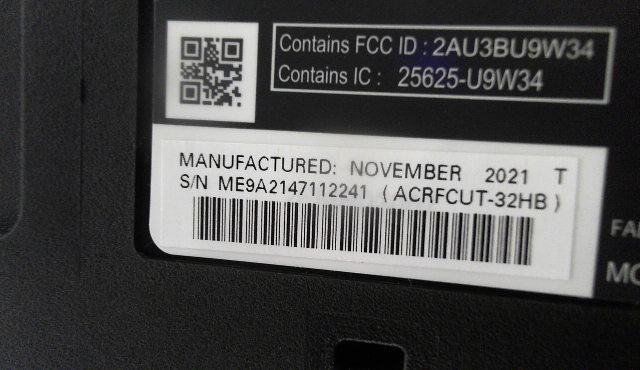 Contains FCC ID : 2AU3BU9W34
Contains IC : 25625-U9W34
MANUFACTURED: NOVEMBER 2021 T
S/N ME9A2147112241 ( ACRFCUT-32HB )